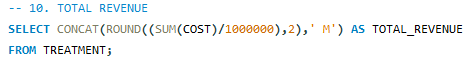 -- 10. TOTAL REVENUE
SELECT CONCAT(ROUND((SUM(COST)/1000000),2),' M') AS TOTAL_REVENUE
FROM TREATMENT;